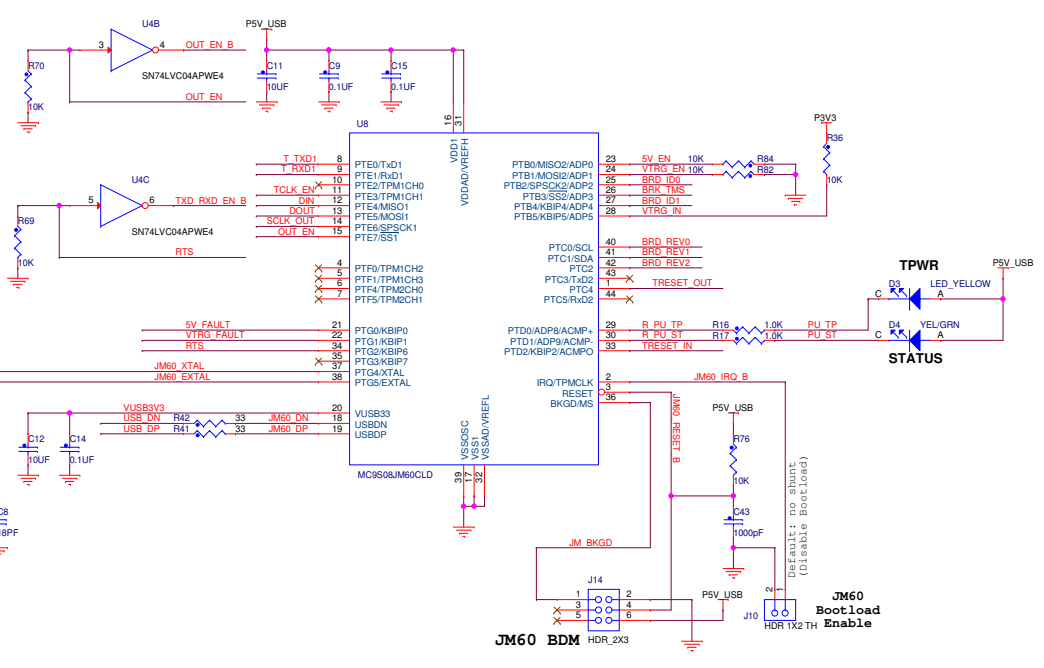 U4B
P5V_USB
3
4
OUT_EN_B
R70
SN74LVC04APWE4
C11
C9
C15
10UF
0.1UF
0.1UF
OUT_EN
10K
U8
16
31
P3V3
VDD1
VDAD/VREFH
R36
10K
T_TXD1 8 PTE0/TxD1
T_RXD1 9 PTE1/RxD1
10 PTE2/TPM1CH0
TCLK_EN 11 PTE3/TPM1CH1
DIN 12 PTE4/MISO1
DOUT 13 PTE5/MOSI1
SCLK_OUT 14 PTE6/SPSCK1
OUT_EN 15 PTE7/SS1
PTB0/MISO2/ADP0 23 5V_EN 10K R84
PTB1/MOSI2/ADP1 24 VTRG_EN 10K R82
PTB2/SPSCK2/ADP2 25 BRD_ID0
PTB3/SS2/ADP3 26 BRK_TMS
PTB4/KBIP4/ADP4 27 BRD_ID1
PTB5/KBIP5/ADP5 28 VTRG_IN
U4C
5
6
TXD_RXD_EN_B
R69
SN74LVC04APWE4
RTS
10K
4 PTF0/TPM1CH2
5 PTF1/TPM1CH3
6 PTF4/TPM2CH0
7 PTF5/TPM2CH1
PTC0/SCL 40 BRD_REV0
PTC1/SDA 41 BRD_REV1
PTC2 42 BRD_REV2
PTC3/TxD2 43
PTC4 1 TRESET_OUT
PTC5/RxD2 44
TPWR
P5V_USB
D3 LED_YELLOW
C A
5V_FAULT 21 PTG0/KBIP0
VTRG_FAULT 22 PTG1/KBIP1
RTS 34 PTG2/KBIP6
35 PTG3/KBIP7
JM60_XTAL 37 PTG4/XTAL
JM60_EXTAL 38 PTG5/EXTAL
PTD0/ADP8/ACMP+ 29 R_PU_TP R16 1.0K PU_TP
PTD1/ADP9/ACMP- 30 R_PU_ST R17 1.0K PU_ST
PTD2/KBIP2/ACMPO 33 TRESET_IN
D4 YEL/GRN
C A
STATUS
IRQ/TPMCLK 2 JM60_IRQ_B
RESET 3
BKGD/MS 36
JM60_RESET_B
VUSB3V3 20 VUSB33
USB_DN R42 33 JM60_DN 18 USBDN
USB_DP R41 33 JM60_DP 19 USBDP
C12
10UF
C14
0.1UF
VSSOSC
VSS1
VSSAD/VREFL
39
17
32
MC9S08JM60CLD
P5V_USB
R76
10K
C43
1000pF
Default: no shunt
(Disable Bootload)
C8
18PF
JM_BKGD
J14
1 2
3 4
5 6
HDR_2X3
JM60 BDM
P5V_USB
2
1
J10
HDR 1X2 TH
JM60
Bootload
Enable